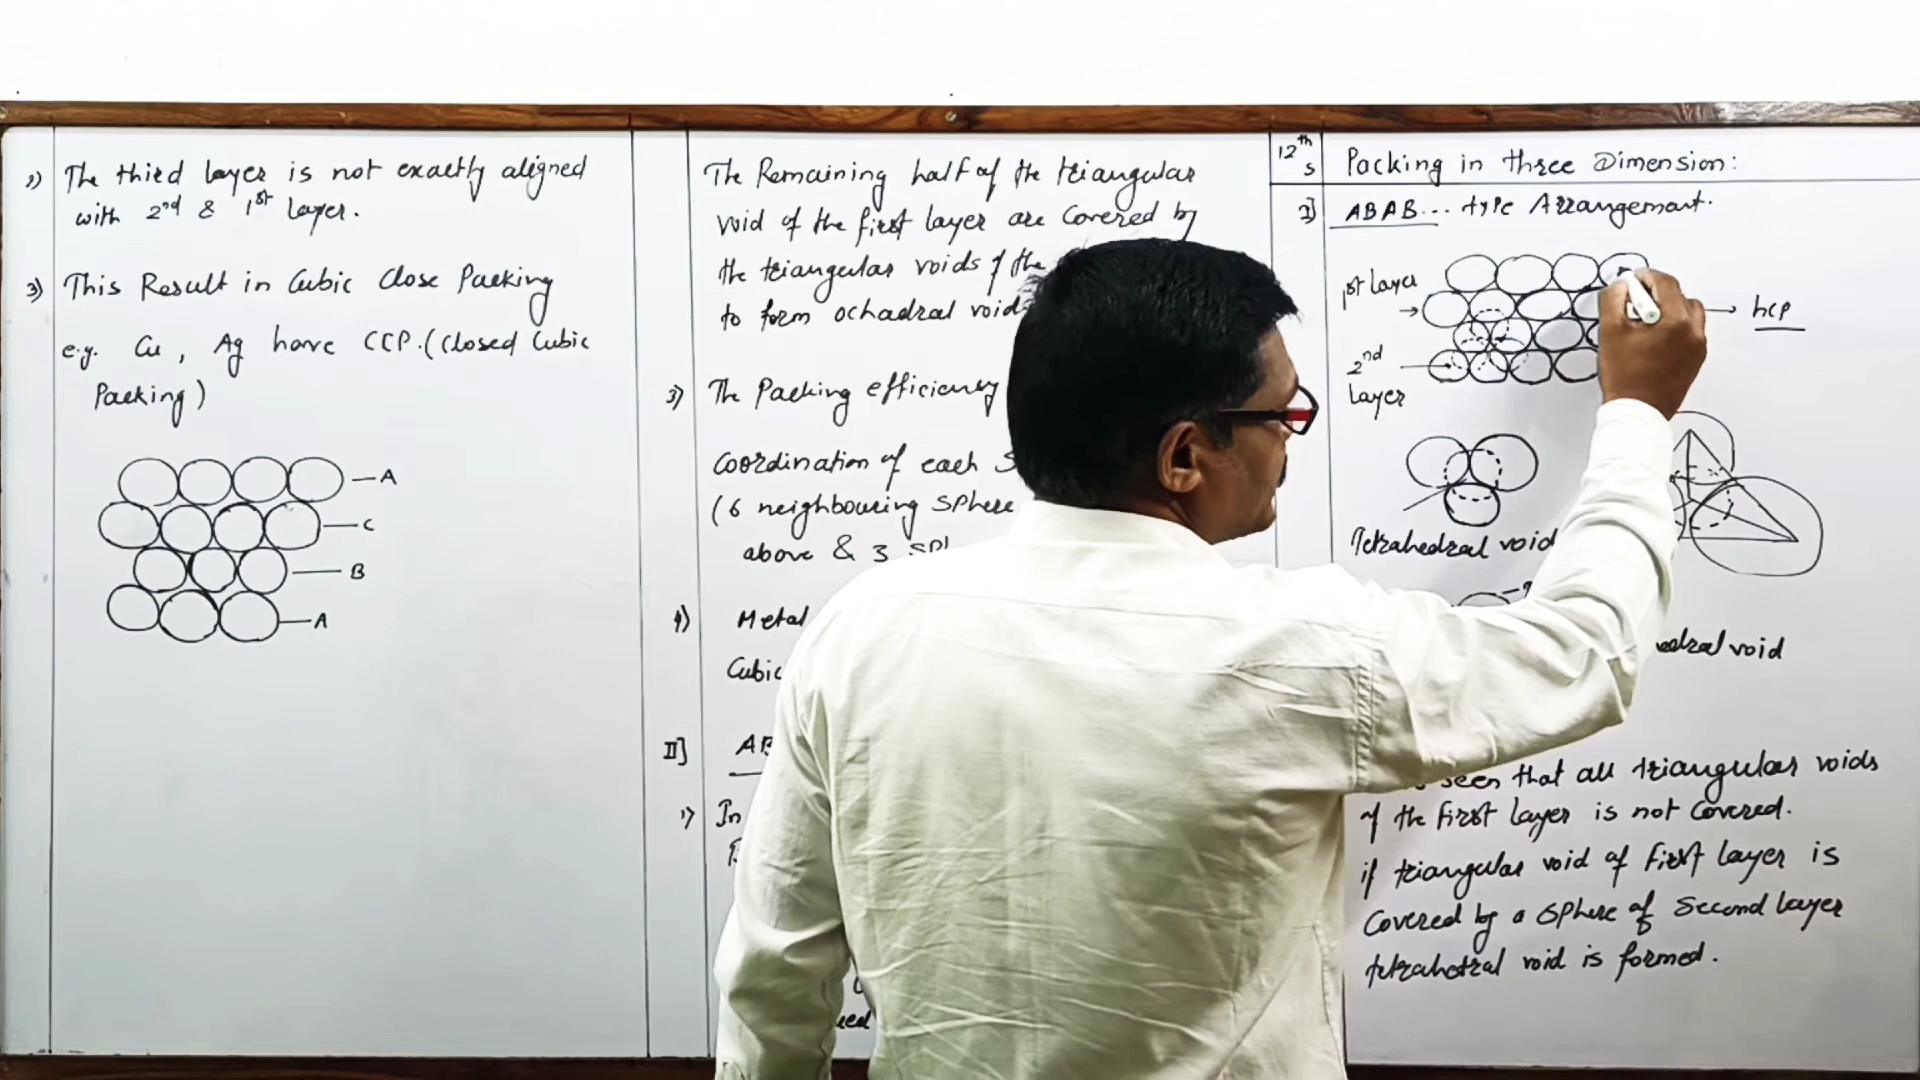 2) The third layer is not exactly aligned
with 2nd & 1st Layer.
3) This Result in Cubic Close Packing
e.g. Cu, Ag have CCP. (Closed Cubic
Packing)
A
C
B
A
The Remaining half of the triangular
void of the first layer are Covered by
the triangular voids of the
to form ochadral void
3) The Packing efficiency
Coordination of each
(6 neighbouring Sphere
above & 3
4) Metal
Cubic
II]
1) In
12th
S
Packing in three Dimension:
I] ABAB... type Arrangement.
1st Layer
hcp
2nd
Layer
Tetrahedral void
void
seen that all triangular voids
of the first layer is not Covered.
if triangular void of First layer is
Covered by a Sphere of Second layer
tetrahetral void is formed.